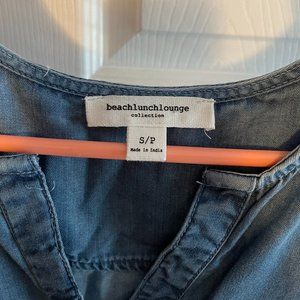 beachlunchlounge
collection
S/P
Made in India